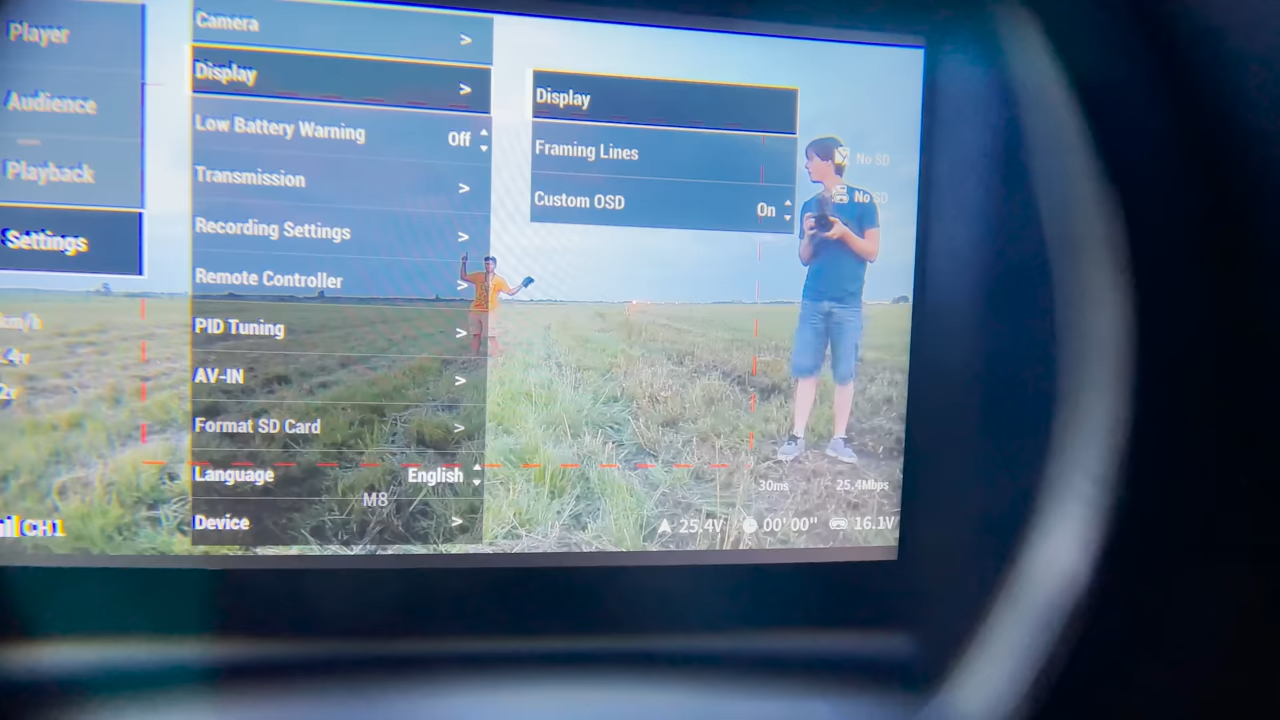 Player
Audience
Playback
Settings
Camera >
Display >
Low Battery Warning Off
Transmission >
Recording Settings >
Remote Controller >
PID Tuning >
AV-IN >
Format SD Card >
Language English
Device >
Display
Framing Lines
Custom OSD On
No SD
No SD
km/h
M8
30ms 25.4Mbps
CH1
25.4V 00'00" 16.1V